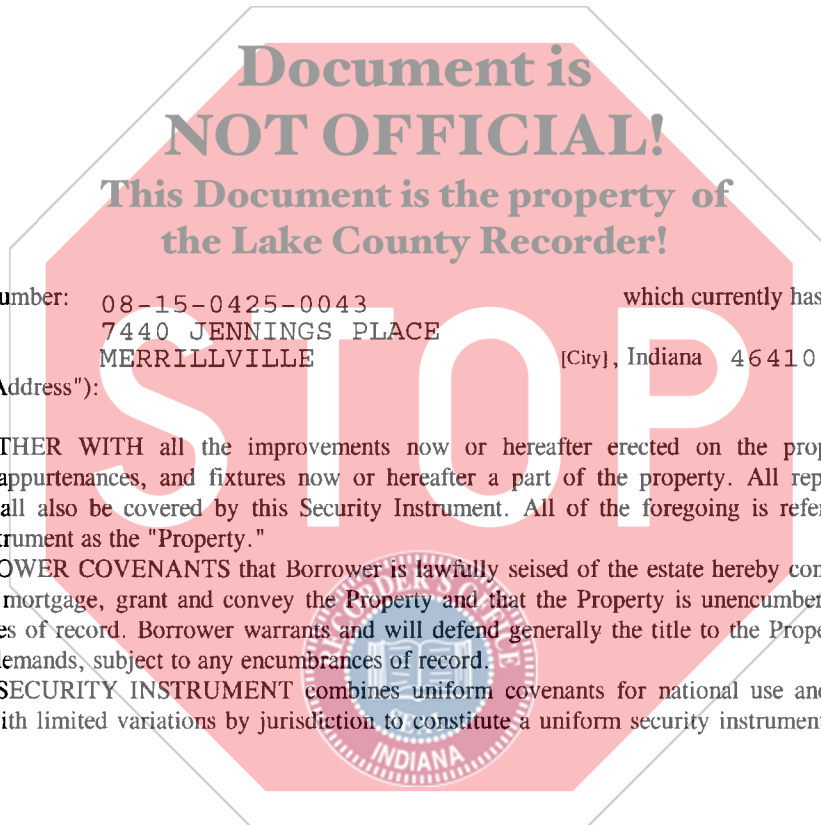 Document is
NOT OFFICIAL!
This Document is the property of
the Lake County Recorder!
umber: 08-15-0425-0043 which currently has
7440 JENNINGS PLACE
MERRILLVILLE [City], Indiana 46410
Address"):
THER WITH all the improvements now or hereafter erected on the prop
appurtenances, and fixtures now or hereafter a part of the property. All rep
all also be covered by this Security Instrument. All of the foregoing is refer
trument as the "Property."
OWER COVENANTS that Borrower is lawfully seised of the estate hereby con
mortgage, grant and convey the Property and that the Property is unencumber
es of record. Borrower warrants and will defend generally the title to the Prope
lemands, subject to any encumbrances of record.
SECURITY INSTRUMENT combines uniform covenants for national use and
ith limited variations by jurisdiction to constitute a uniform security instrument
STOP
RECORDER'S OFFICE
INDIANA